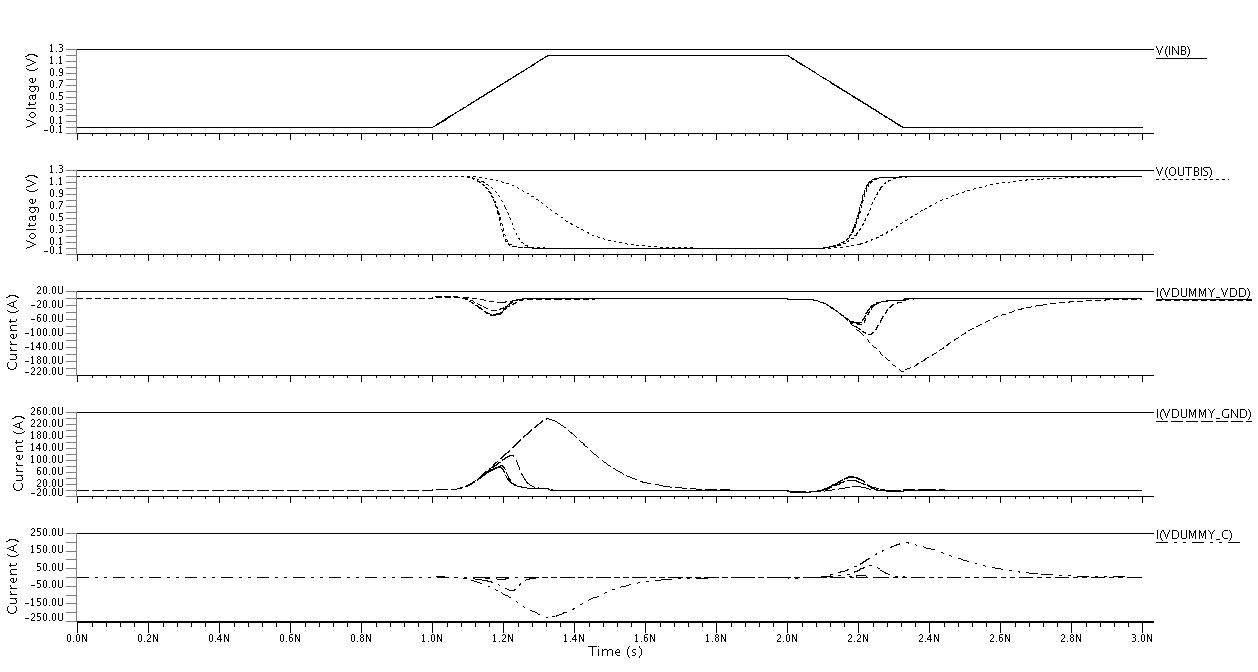 1.3
V(INB)
1.1
0.9
0.7
0.5
0.3
0.1
-0.1
Voltage (V)
1.3
V(OUTBIS)
1.1
0.9
0.7
0.5
0.3
0.1
-0.1
Voltage (V)
20.0U
I(VDUMMY_VDD)
-20.0U
-60.0U
-100.0U
-140.0U
-180.0U
-220.0U
Current (A)
260.0U
I(VDUMMY_GND)
220.0U
180.0U
140.0U
100.0U
60.0U
20.0U
-20.0U
Current (A)
250.0U
I(VDUMMY_C)
150.0U
50.0U
-50.0U
-150.0U
-250.0U
Current (A)
0.0N 0.2N 0.4N 0.6N 0.8N 1.0N 1.2N 1.4N 1.6N 1.8N 2.0N 2.2N 2.4N 2.6N 2.8N 3.0N
Time (s)